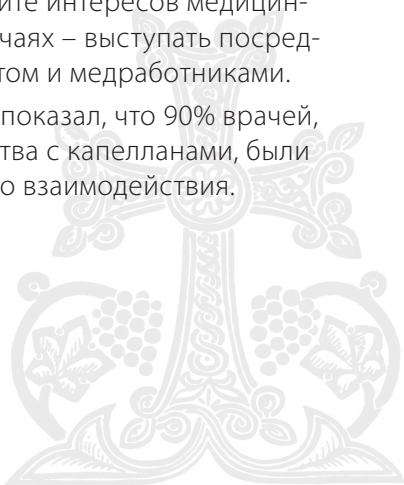 ите интересов медицин-
чаях – выступать посред-
том и медработниками.
показал, что 90% врачей,
тва с капелланами, были
о взаимодействия.